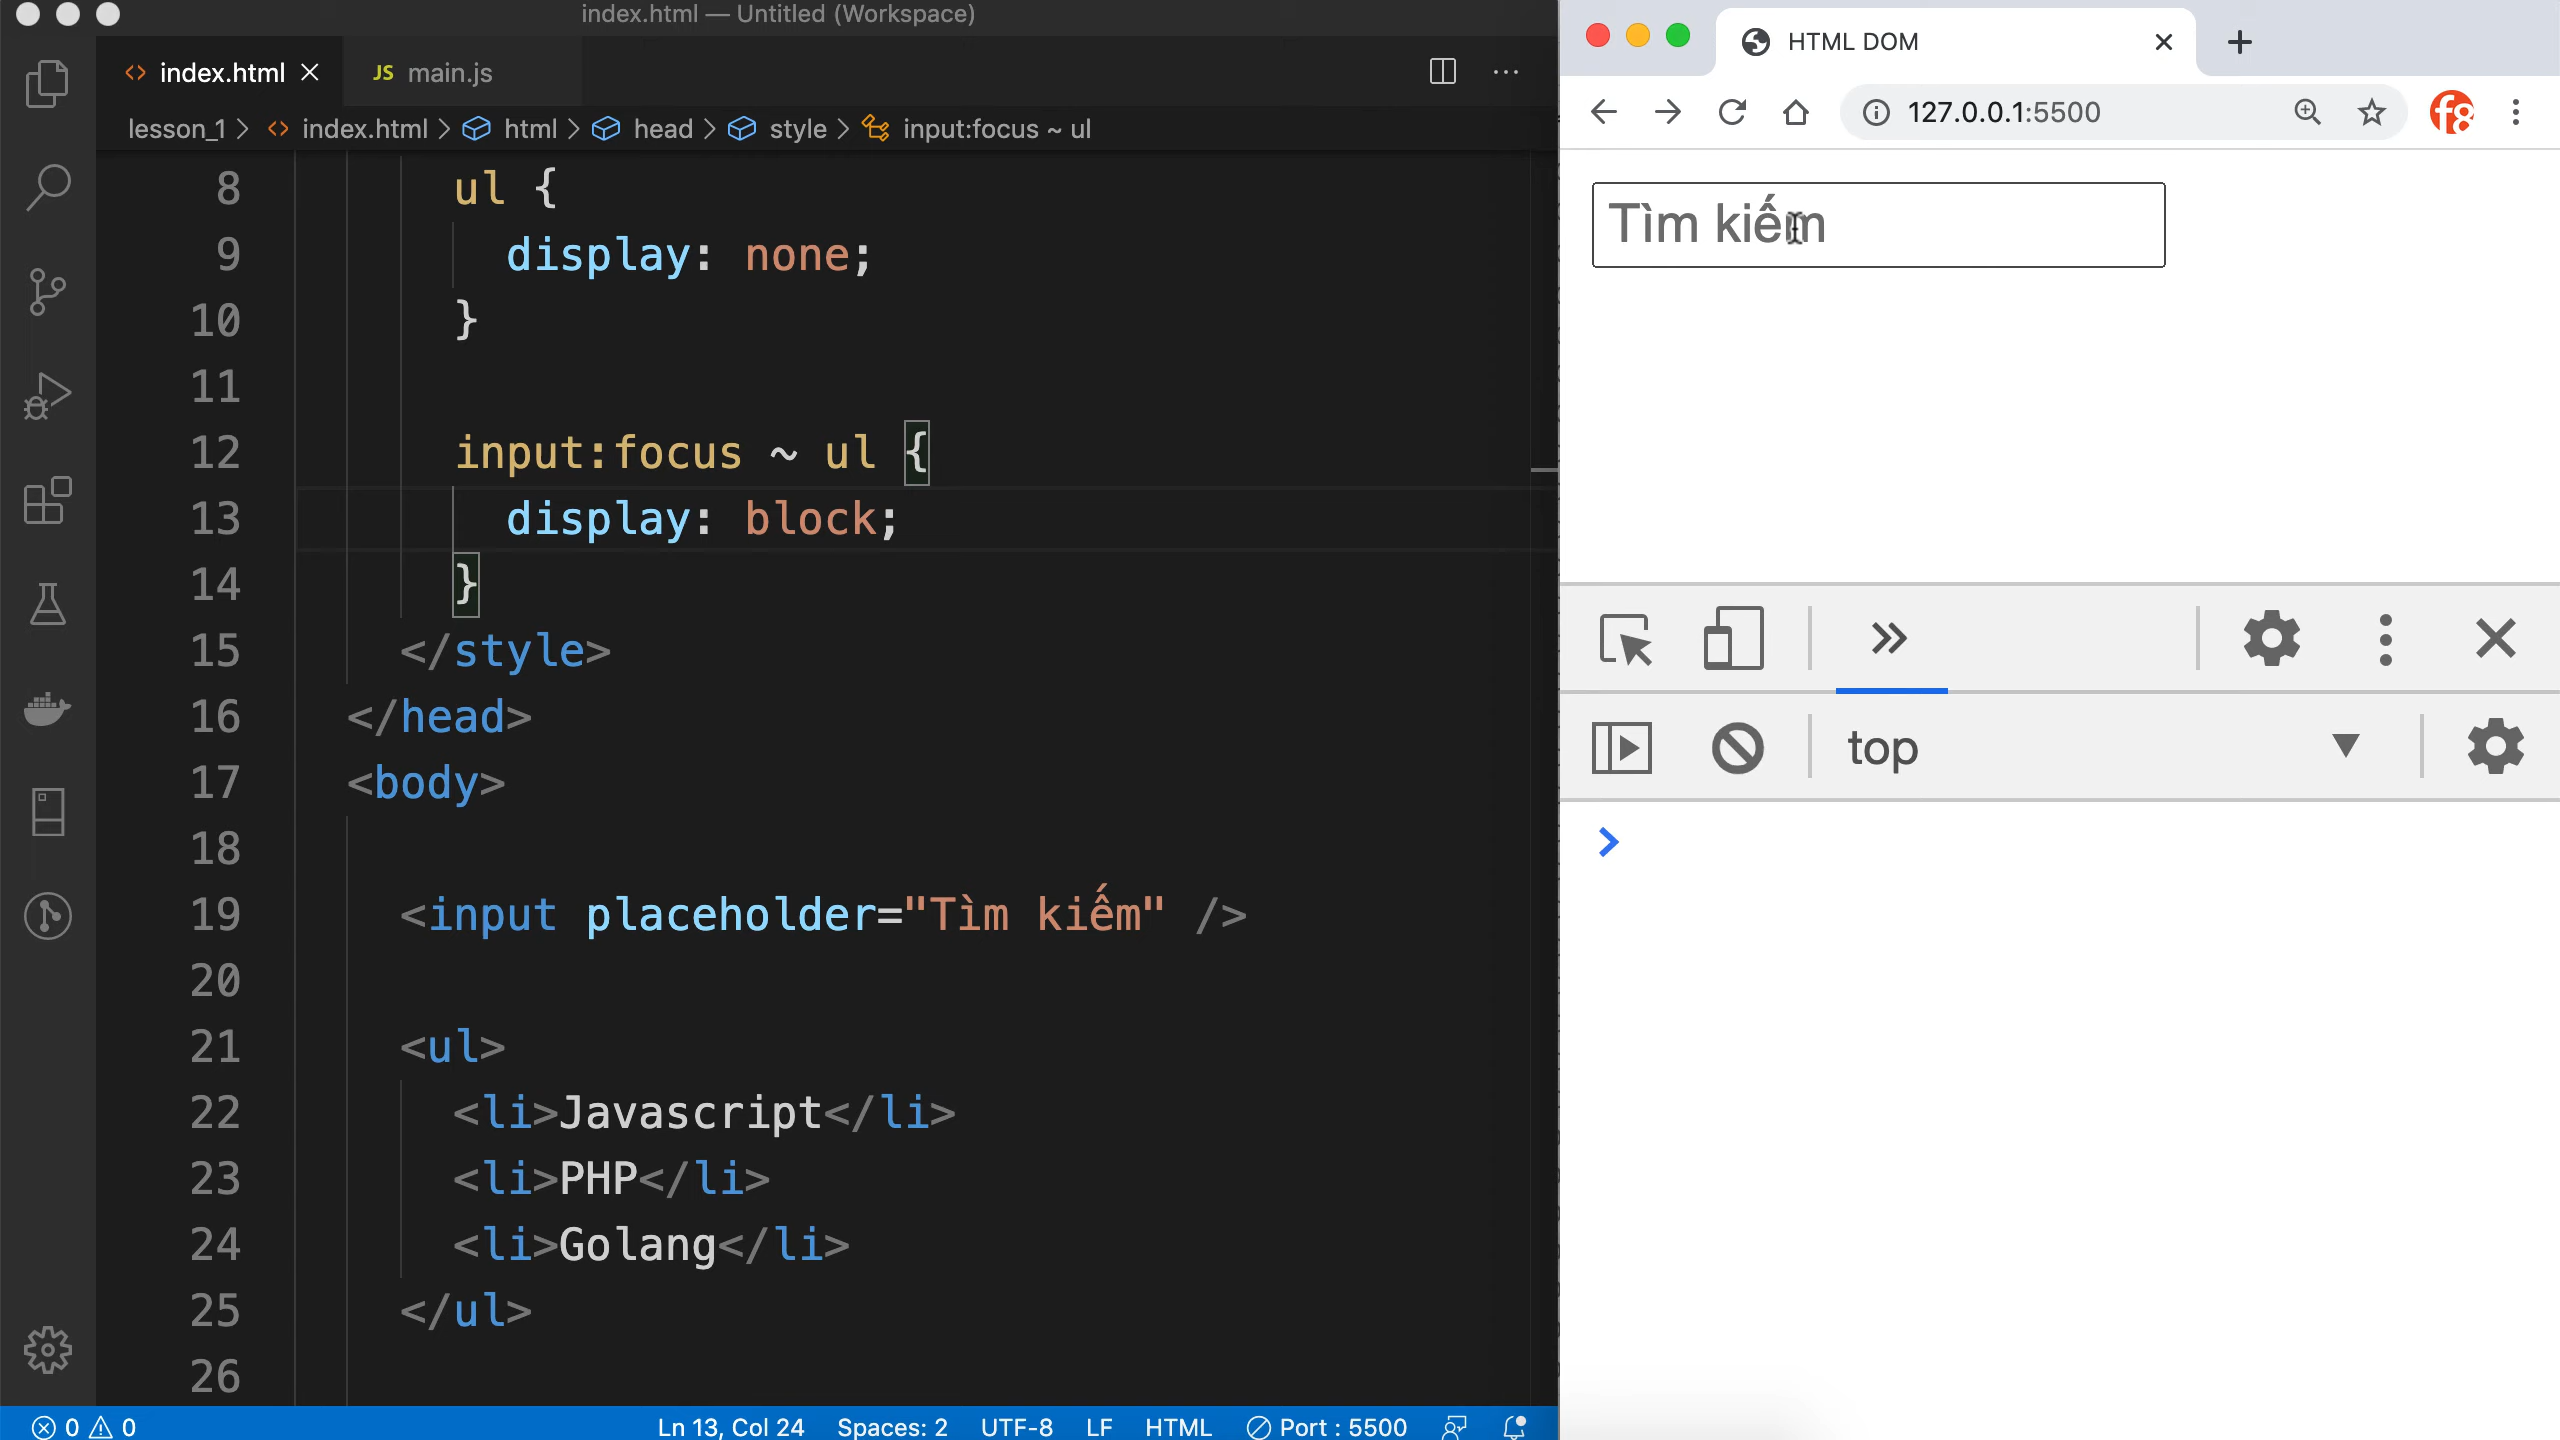 index.html — Untitled (Workspace)
index.html
JS main.js
lesson_1 > index.html > html > head > style > input:focus ~ ul
8 ul {
9 display: none;
10 }
11
12 input:focus ~ ul {
13 display: block;
14 }
15 </style>
16 </head>
17 <body>
18
19 <input placeholder="Tìm kiếm" />
20
21 <ul>
22 <li>Javascript</li>
23 <li>PHP</li>
24 <li>Golang</li>
25 </ul>
26
0 0 Ln 13, Col 24 Spaces: 2 UTF-8 LF HTML Port : 5500
HTML DOM
127.0.0.1:5500
f8
Tìm kiếm
top